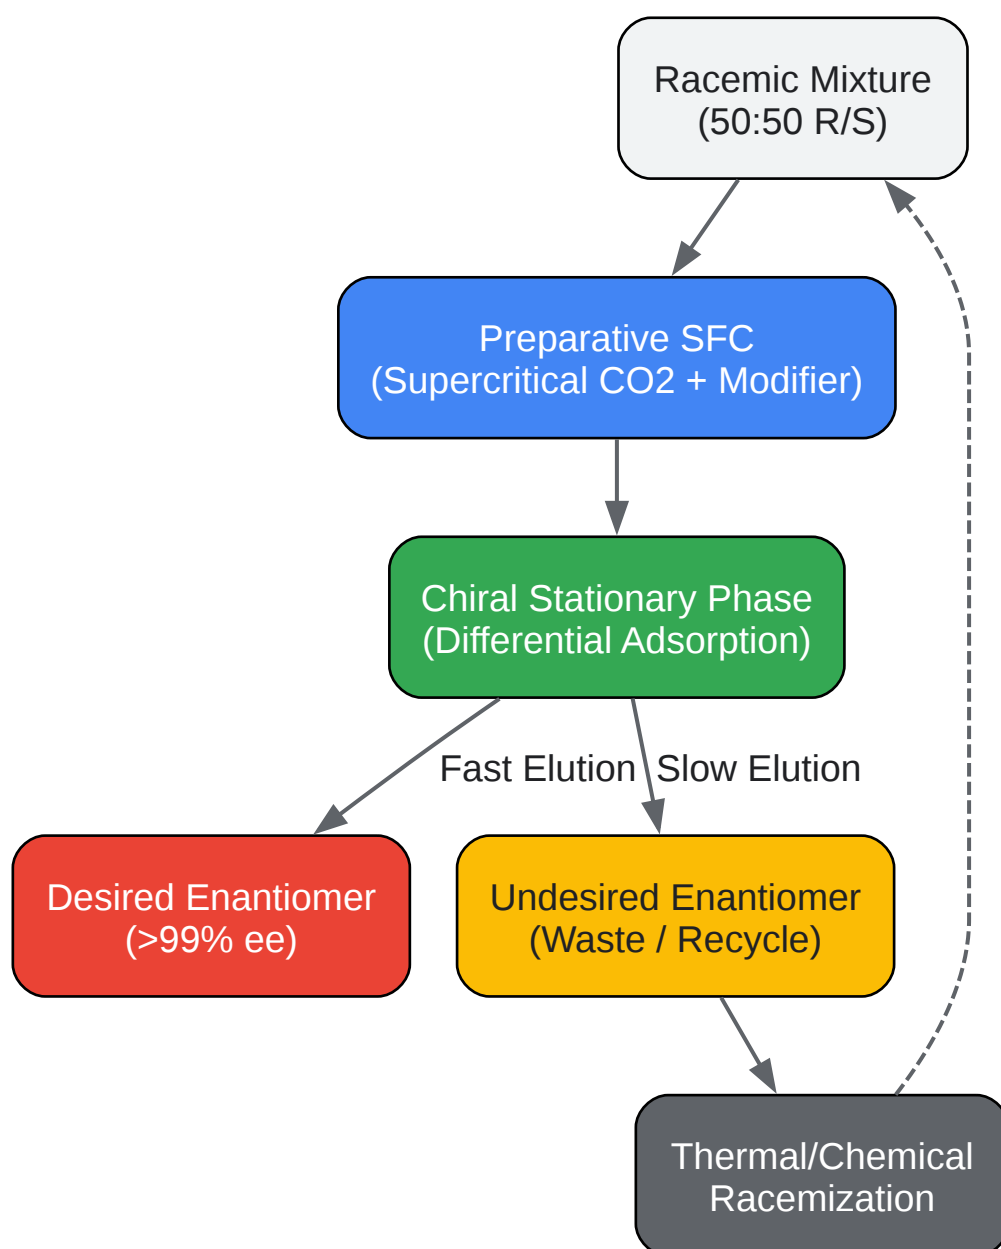 Racemic Mixture
(50:50 R/S)
Preparative SFC
(Supercritical CO2 + Modifier)
Chiral Stationary Phase
(Differential Adsorption)
Fast Elution
Slow Elution
Desired Enantiomer
(>99% ee)
Undesired Enantiomer
(Waste / Recycle)
Thermal/Chemical
Racemization